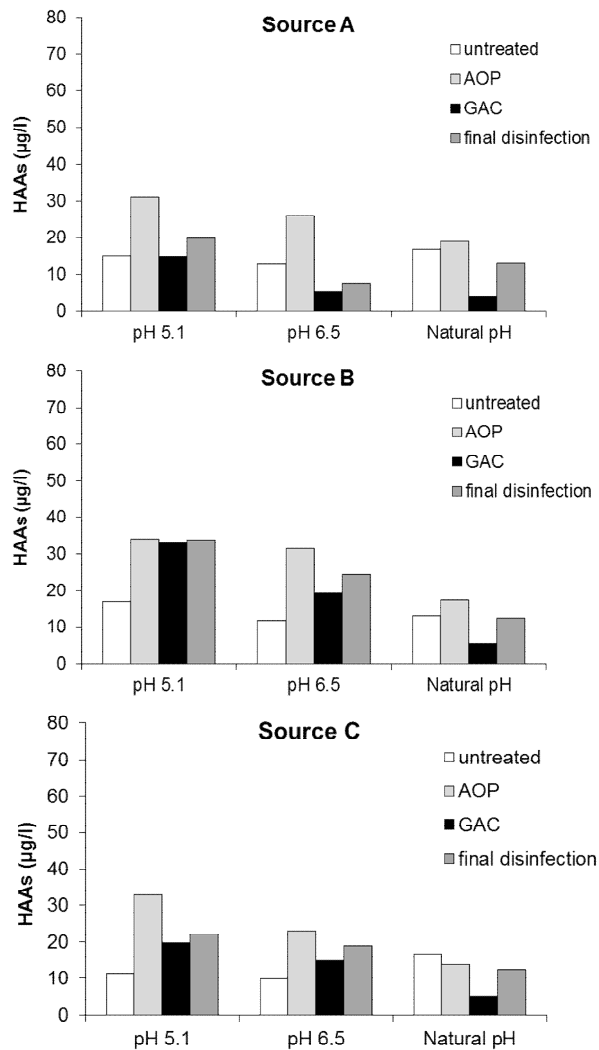 Source A
80
70
60
50
40
30
20
10
0
HAAs (µg/l)
untreated
AOP
GAC
final disinfection
pH 5.1 pH 6.5 Natural pH
Source B
80
70
60
50
40
30
20
10
0
HAAs (µg/l)
untreated
AOP
GAC
final disinfection
pH 5.1 pH 6.5 Natural pH
Source C
80
70
60
50
40
30
20
10
0
HAAs (µg/l)
untreated
AOP
GAC
final disinfection
pH 5.1 pH 6.5 Natural pH